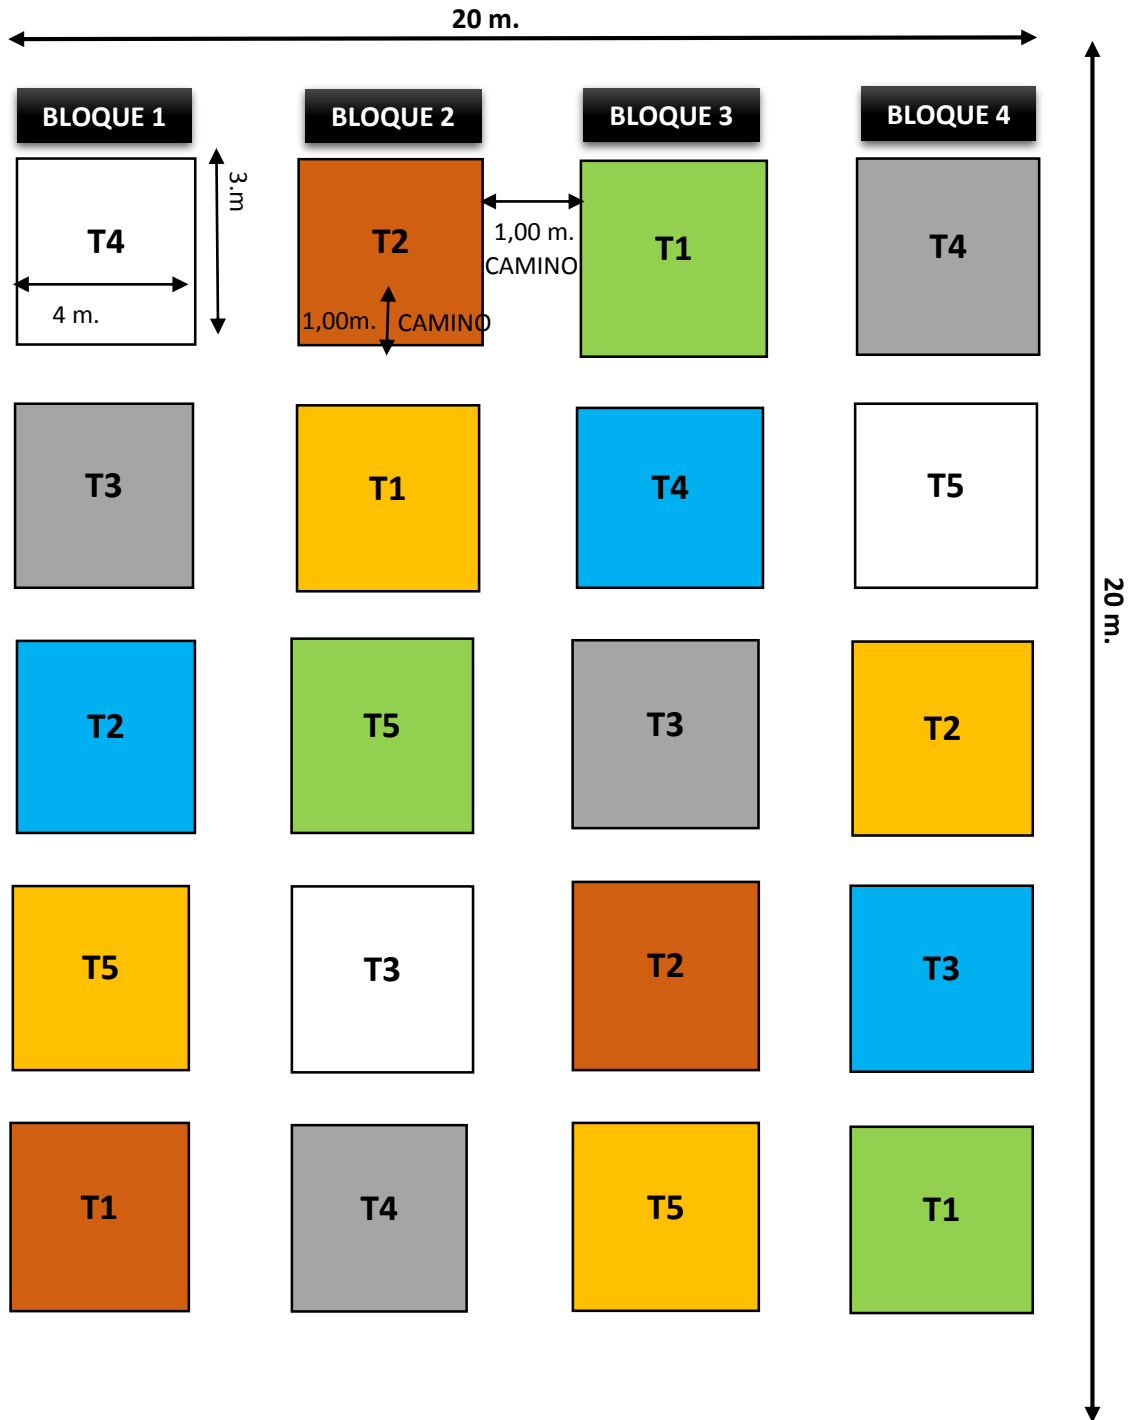 20 m.
BLOQUE 1
BLOQUE 2
BLOQUE 3
BLOQUE 4
T4
3.m
4 m.
T2
1,00m.
CAMINO
1,00 m.
CAMINO
T1
T4
T3
T1
T4
T5
20 m.
T2
T5
T3
T2
T5
T3
T2
T3
T1
T4
T5
T1